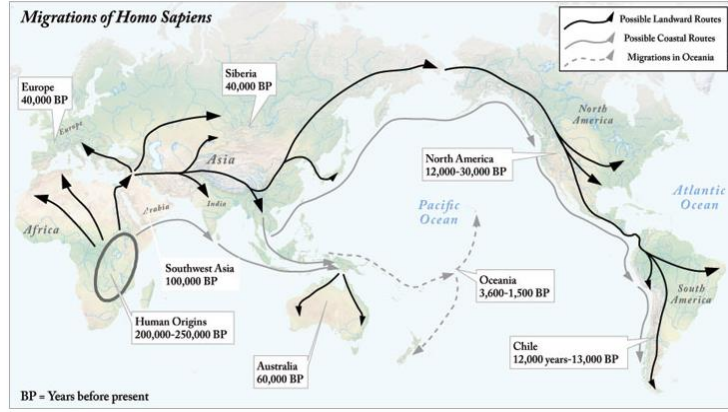 Migrations of Homo Sapiens
Possible Landward Routes
Possible Coastal Routes
Migrations in Oceania
Siberia
40,000 BP
Europe
40,000 BP
Europe
Asia
North
America
North America
12,000-30,000 BP
Atlantic
Ocean
Pacific
Ocean
Arabia
India
Africa
Southwest Asia
100,000 BP
Oceania
3,600-1,500 BP
South
America
Human Origins
200,000-250,000 BP
Chile
12,000 years-13,000 BP
Australia
60,000 BP
BP = Years before present